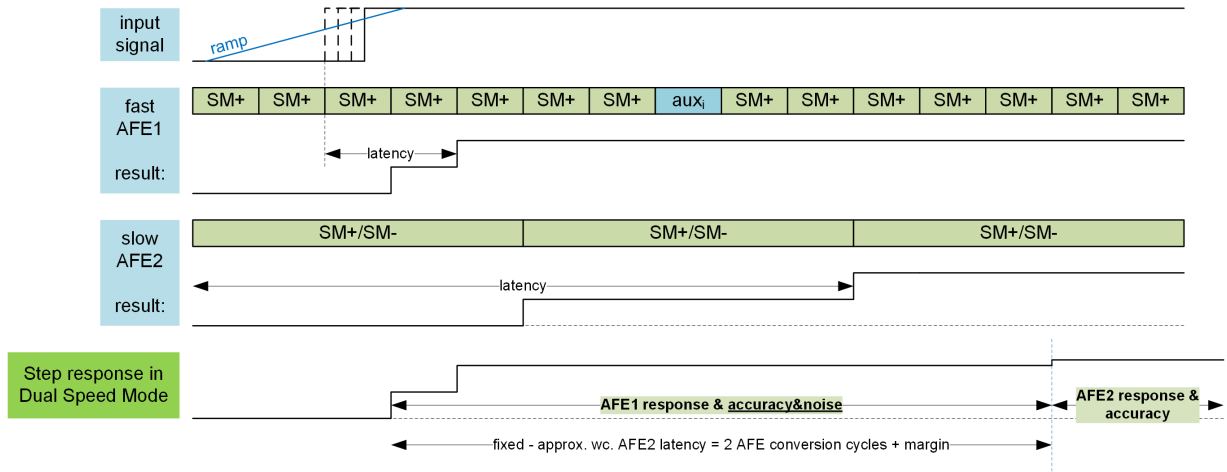 input
signal
ramp
fast
AFE1
result:
SM+ SM+ SM+ SM+ SM+ SM+ SM+ auxi SM+ SM+ SM+ SM+ SM+ SM+ SM+
latency
slow
AFE2
result:
SM+/SM- SM+/SM- SM+/SM-
latency
Step response in
Dual Speed Mode
AFE1 response & accuracy&noise
AFE2 response &
accuracy
fixed - approx. wc. AFE2 latency = 2 AFE conversion cycles + margin